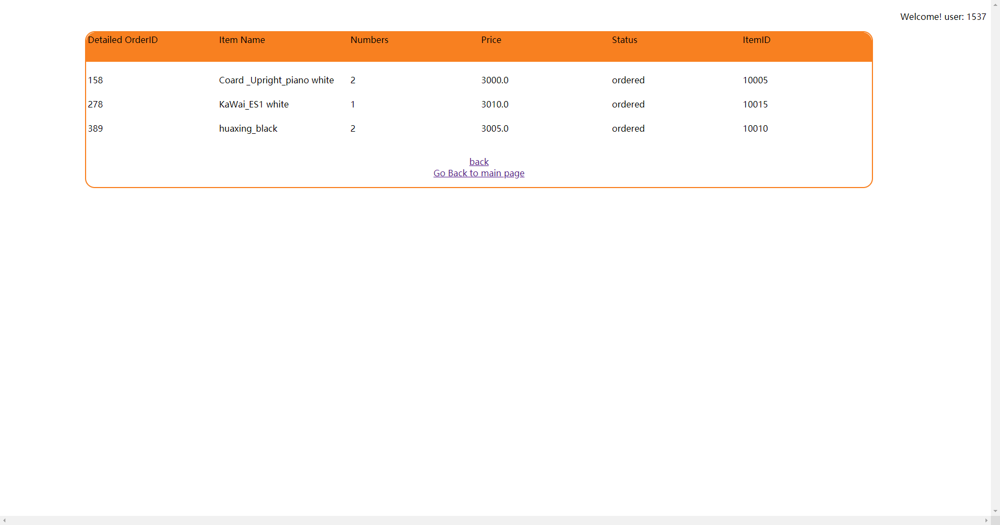 Welcome! user: 1537
Detailed OrderID Item Name Numbers Price Status ItemID
158 Coard _Upright_piano white 2 3000.0 ordered 10005
278 KaWai_ES1 white 1 3010.0 ordered 10015
389 huaxing_black 2 3005.0 ordered 10010
back
Go Back to main page